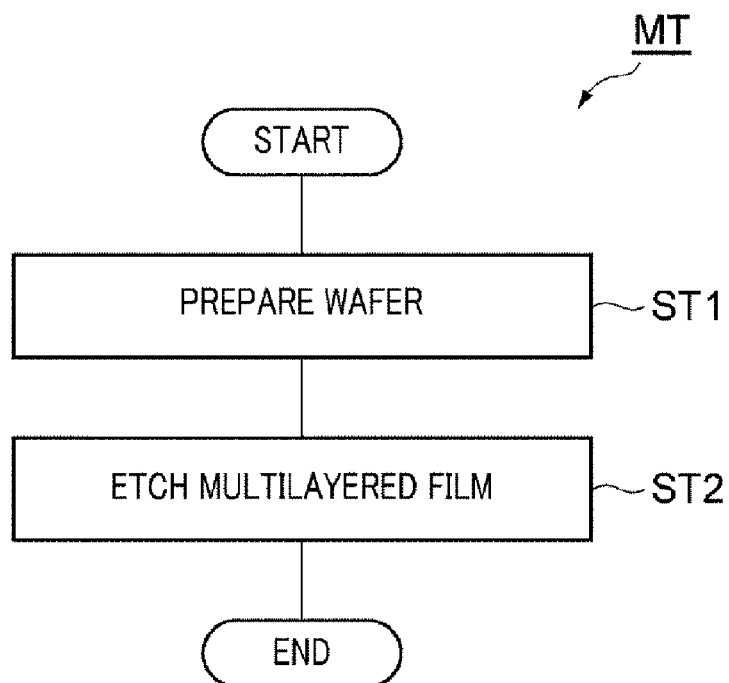 MT
START
PREPARE WAFER
ST1
ETCH MULTILAYERED FILM
ST2
END